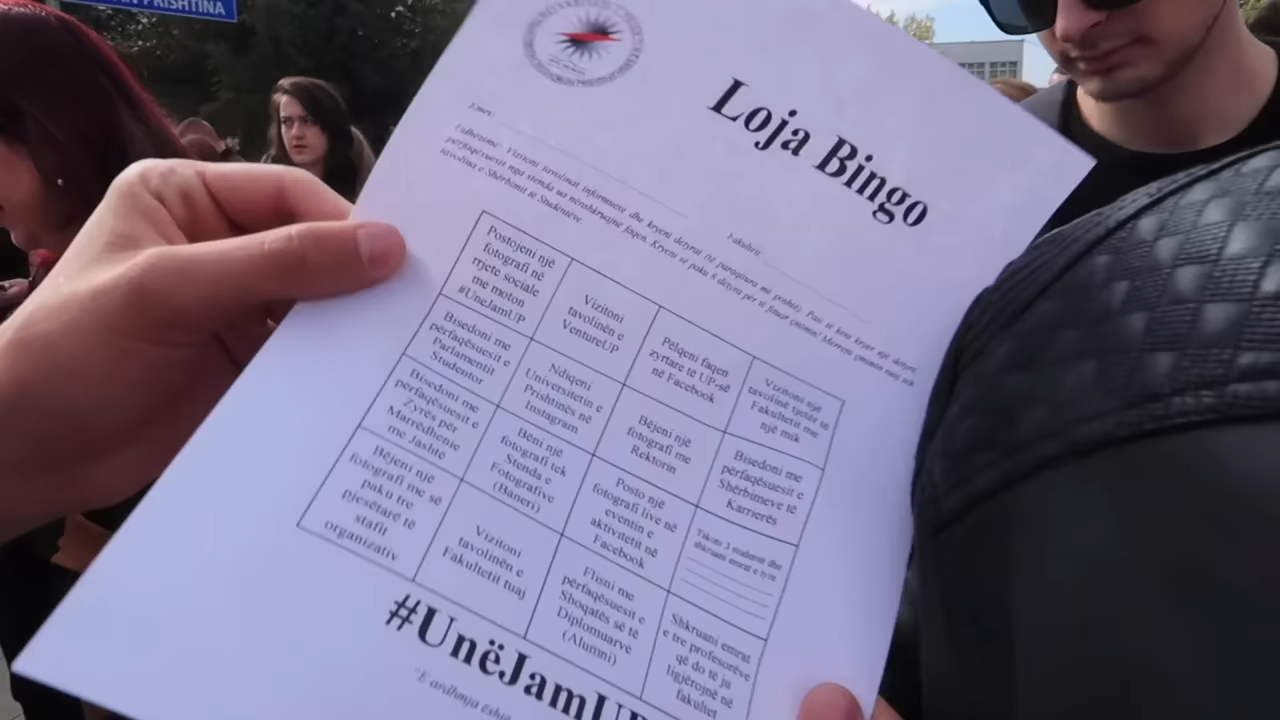 PRISHTINA
Loja Bingo
Emri:
Fakulteti
Udhëzime: Vizitoni tavolinat informuese dhe kryeni detyrat (të paraqitura më poshtë). Pasi të keni kryer një detyrë,
përfaqësuesit nga stenda ua nënshkruajnë faqen. Kryeni së paku 8 detyra për të fituar çmimin! Merreni çmimin tuaj tek
tavolina e Shërbimit të Studentëve.
Postojeni një
fotografi në
rrjete sociale
me moton
#UneJamUP
Vizitoni
tavolinën e
VentureUP
Pëlqeni faqen
zyrtare të UP-së
në Facebook
Vizitoni një
tavolinë tjetër të
Fakultetit me
një mik
Bisedoni me
përfaqësuesit e
Parlamentit
Studentor
Ndiqeni
Universitetin e
Prishtinës në
Instagram
Bëjeni një
fotografi me
Rektorin
Bisedoni me
përfaqësuesit e
Shërbimeve të
Karrierës
Bisedoni me
përfaqësuesit e
Zyrës për
Marrëdhenie
me Jashtë
Bëni një
fotografi tek
Stenda e
Fotografive
(Baneri)
Posto një
fotografi live në
eventin e
aktivitetit në
Facebook
Takoni 3 studentë dhe
shkruani emrat e tyre
Bëjeni një
fotografi me së
paku tre
pjesëtarë të
stafit
organizativ
Vizitoni
tavolinën e
Fakultetit tuaj
Flisni me
përfaqësuesit e
Shoqatës së të
Diplomuarve
(Alumni)
Shkruani emrat
e tre profesorëve
që do të ju
ligjërojnë në
fakultet
#UnëJamUP
"E ardhmja është